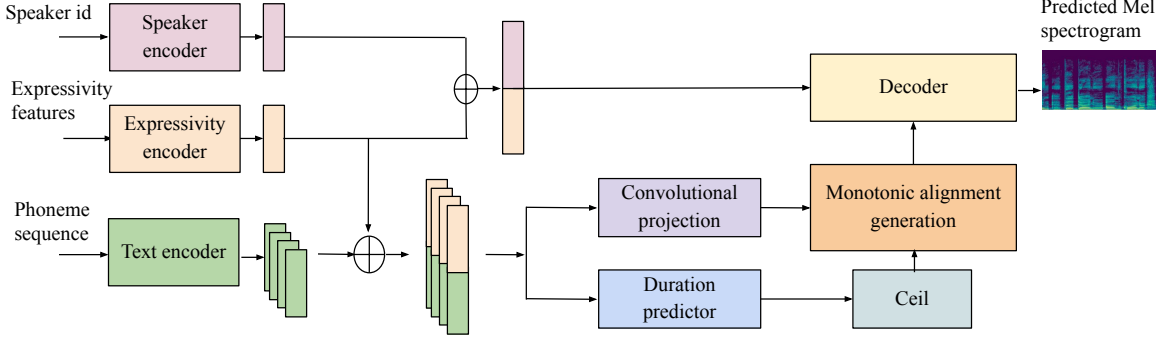 Speaker id
Speaker
encoder
Expressivity
features
Expressivity
encoder
Phoneme
sequence
Text encoder
Convolutional
projection
Duration
predictor
Monotonic alignment
generation
Ceil
Decoder
Predicted Mel
spectrogram